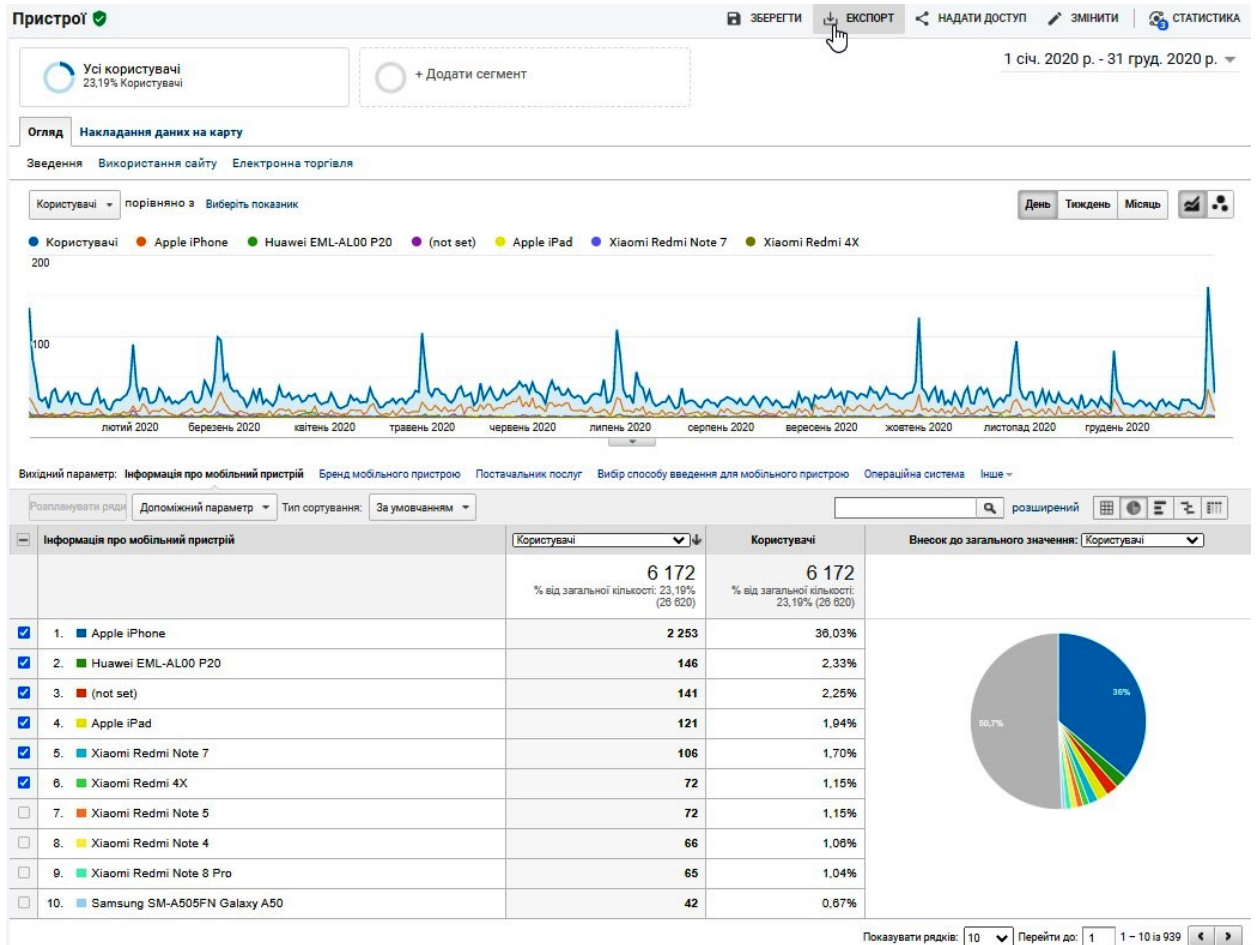 Пристрої
ЗБЕРЕГТИ ЕКСПОРТ НАДАТИ ДОСТУП ЗМІНИТИ 3 СТАТИСТИКА
Усі користувачі
23,19% Користувачі
+ Додати сегмент
1 січ. 2020 р. - 31 груд. 2020 р.
Огляд Накладання даних на карту
Зведення Використання сайту Електронна торгівля
Користувачі порівняно з Виберіть показник
День Тиждень Місяць
Користувачі Apple iPhone Huawei EML-AL00 P20 (not set) Apple iPad Xiaomi Redmi Note 7 Xiaomi Redmi 4X
200
100
лютий 2020 березень 2020 квітень 2020 травень 2020 червень 2020 липень 2020 серпень 2020 вересень 2020 жовтень 2020 листопад 2020 грудень 2020
Вихідний параметр: Інформація про мобільний пристрій Бренд мобільного пристрою Постачальник послуг Вибір способу введення для мобільного пристрою Операційна система Інше
Розпланувати ряди Допоміжний параметр Тип сортування: За умовчанням розширений
Інформація про мобільний пристрій Користувачі Користувачі Внесок до загального значення: Користувачі
6 172 6 172
% від загальної кількості: 23,19% (26 620) % від загальної кількості: 23,19% (26 620)
1. Apple iPhone 2 253 36,03%
2. Huawei EML-AL00 P20 146 2,33%
3. (not set) 141 2,25%
4. Apple iPad 121 1,94%
5. Xiaomi Redmi Note 7 106 1,70%
6. Xiaomi Redmi 4X 72 1,15%
7. Xiaomi Redmi Note 5 72 1,15%
8. Xiaomi Redmi Note 4 66 1,06%
9. Xiaomi Redmi Note 8 Pro 65 1,04%
10. Samsung SM-A505FN Galaxy A50 42 0,67%
36%
50,7%
Показувати рядків: 10 Перейти до: 1 1 – 10 із 939